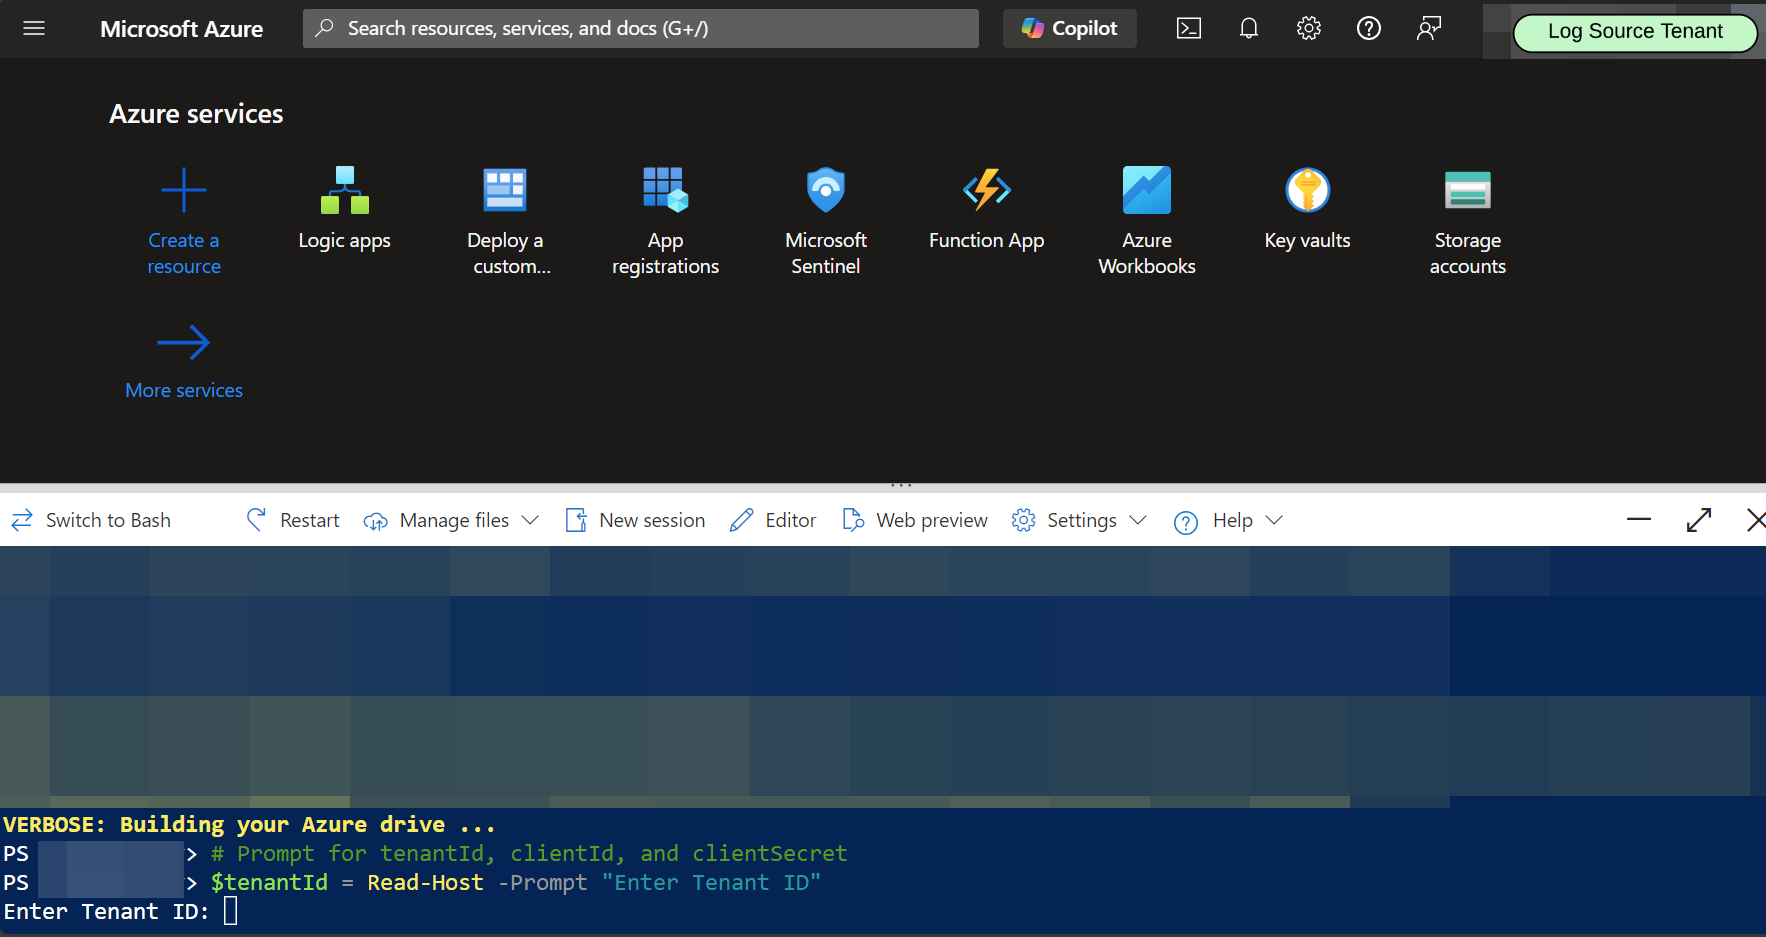 Microsoft Azure
Search resources, services, and docs (G+/)
Copilot
Log Source Tenant
Azure services
Create a
resource
Logic apps
Deploy a
custom...
App
registrations
Microsoft
Sentinel
Function App
Azure
Workbooks
Key vaults
Storage
accounts
More services
Switch to Bash
Restart
Manage files
New session
Editor
Web preview
Settings
Help
VERBOSE: Building your Azure drive ...
PS > # Prompt for tenantId, clientId, and clientSecret
PS > $tenantId = Read-Host -Prompt "Enter Tenant ID"
Enter Tenant ID: